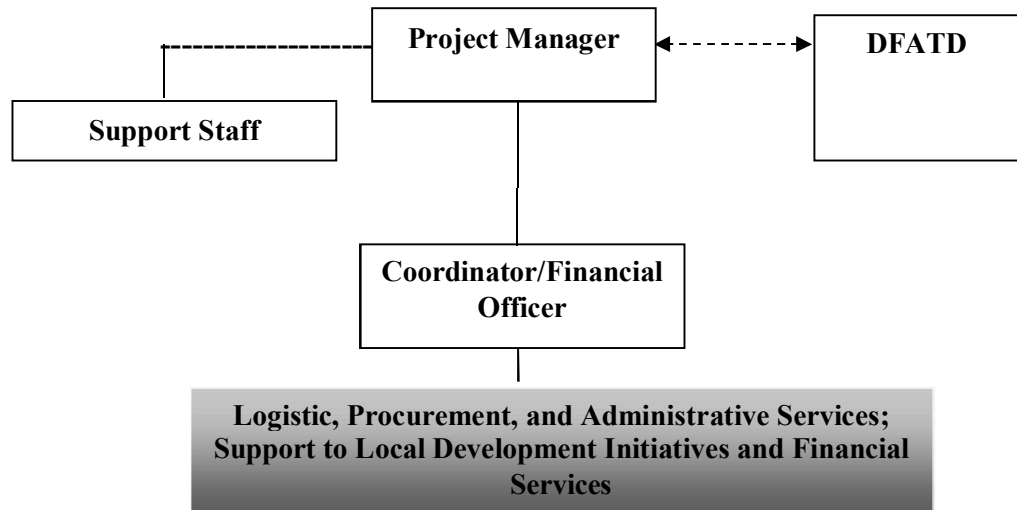 Project Manager
DFATD
Support Staff
Coordinator/Financial
Officer
Logistic, Procurement, and Administrative Services;
Support to Local Development Initiatives and Financial
Services